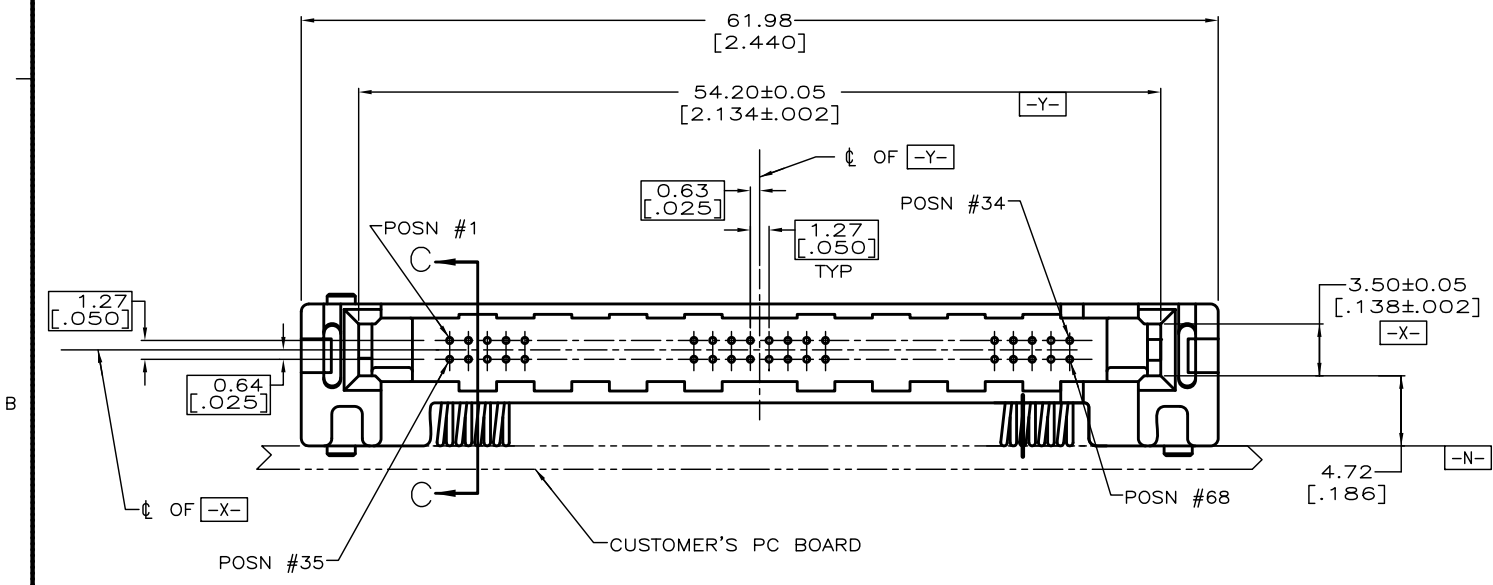 61.98
[2.440]
54.20±0.05
[2.134±.002]
-Y-
℄ OF -Y-
0.63
[.025]
POSN #34
POSN #1
1.27
[.050]
TYP
C
3.50±0.05
[.138±.002]
-X-
1.27
[.050]
0.64
[.025]
B
-N-
4.72
[.186]
C
POSN #68
℄ OF -X-
CUSTOMER'S PC BOARD
POSN #35